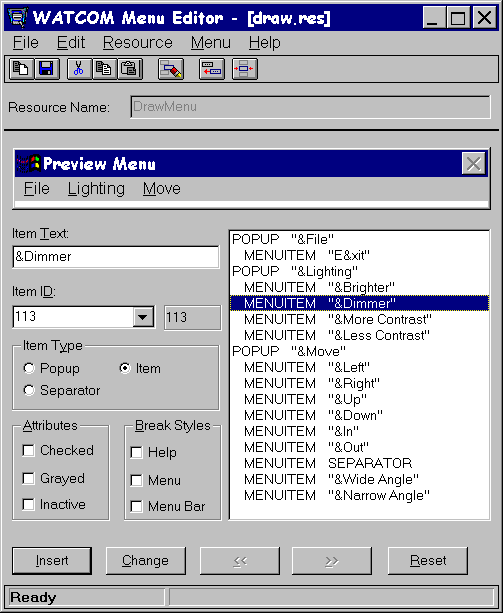 WATCOM Menu Editor - [draw.res]
File Edit Resource Menu Help
Resource Name: DrawMenu
Preview Menu
File Lighting Move
Item Text:
&Dimmer
Item ID:
113 113
Item Type
Popup Item
Separator
Attributes
Checked
Grayed
Inactive
Break Styles
Help
Menu
Menu Bar
POPUP "&File"
MENUITEM "E&xit"
POPUP "&Lighting"
MENUITEM "&Brighter"
MENUITEM "&Dimmer"
MENUITEM "&More Contrast"
MENUITEM "&Less Contrast"
POPUP "&Move"
MENUITEM "&Left"
MENUITEM "&Right"
MENUITEM "&Up"
MENUITEM "&Down"
MENUITEM "&In"
MENUITEM "&Out"
MENUITEM SEPARATOR
MENUITEM "&Wide Angle"
MENUITEM "&Narrow Angle"
Insert Change << >> Reset
Ready